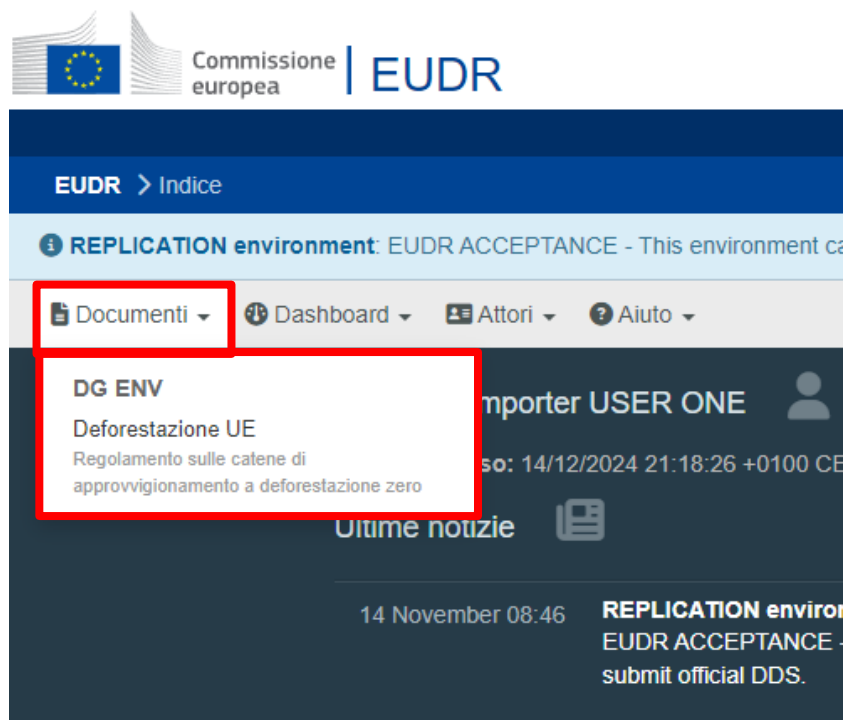 Commissione
europea
EUDR
EUDR > Indice
REPLICATION environment: EUDR ACCEPTANCE - This environment
Documenti Dashboard Attori Aiuto
DG ENV
Deforestazione UE
Regolamento sulle catene di
approvvigionamento a deforestazione zero
mporter USER ONE
so: 14/12/2024 21:18:26 +0100 CE
Ultime notizie
14 November 08:46
REPLICATION environ
EUDR ACCEPTANCE -
submit official DDS.